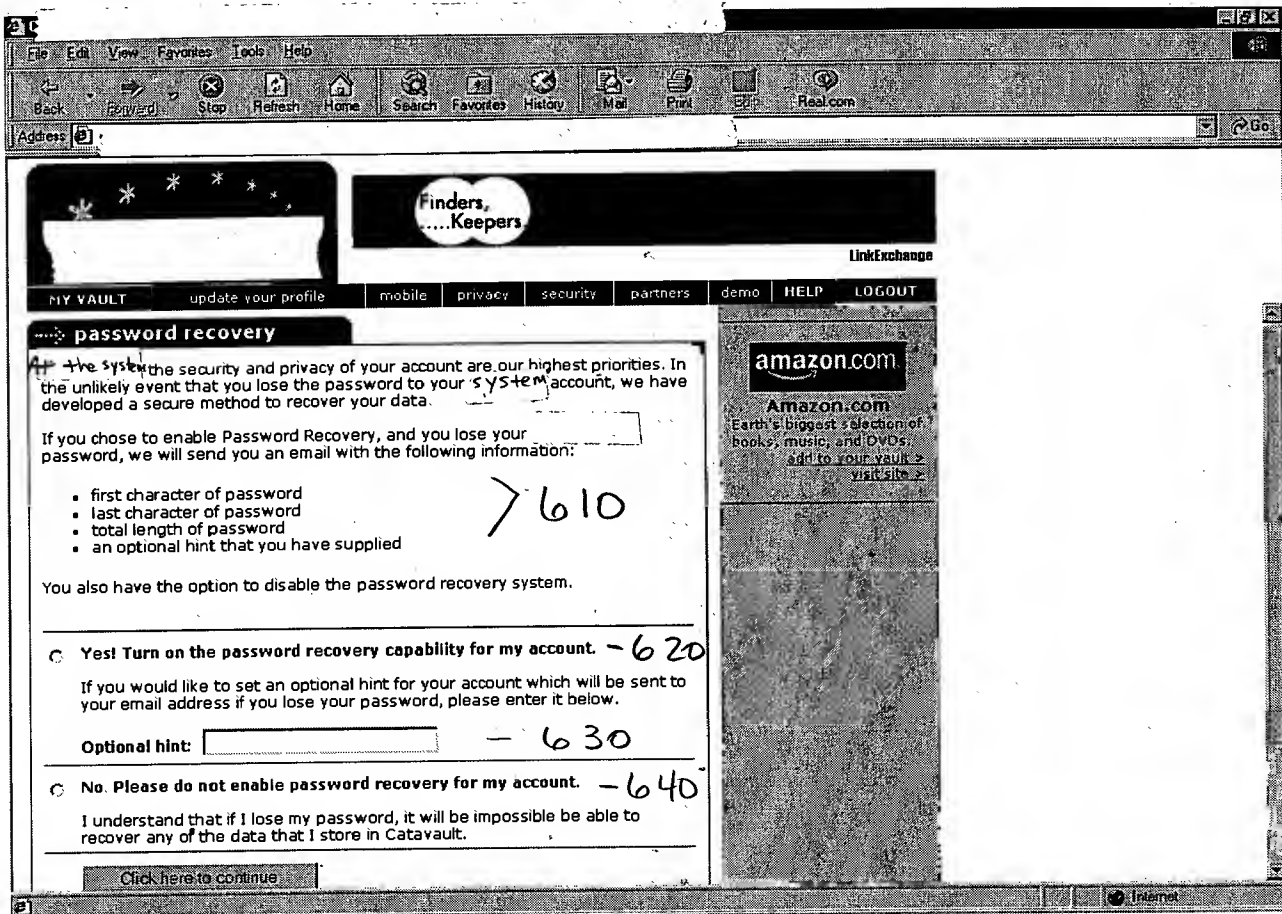 File Edit View Favorites Tools Help
Back Forward Stop Refresh Home Search Favorites History Mail Print Edit Real.com
Address Go
Finders,
.....Keepers
LinkExchange
MY VAULT update your profile mobile privacy security partners demo HELP LOGOUT
password recovery
At the system the security and privacy of your account are our highest priorities. In
the unlikely event that you lose the password to your system account, we have
developed a secure method to recover your data.
If you chose to enable Password Recovery, and you lose your
password, we will send you an email with the following information:
• first character of password
• last character of password
• total length of password
• an optional hint that you have supplied
> 610
You also have the option to disable the password recovery system.
Yes! Turn on the password recovery capability for my account. - 620
If you would like to set an optional hint for your account which will be sent to
your email address if you lose your password, please enter it below.
Optional hint: - 630
No. Please do not enable password recovery for my account. - 640
I understand that if I lose my password, it will be impossible be able to
recover any of the data that I store in Catavault.
Click here to continue
amazon.com
Amazon.com
Earth's biggest selection of
books, music, and DVDs.
add to your vault >
visit site >
Internet